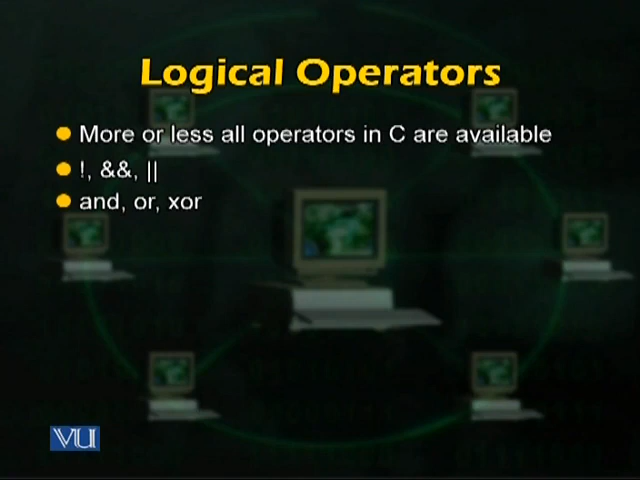 Logical Operators
More or less all operators in C are available
!, &&, ||
and, or, xor
VU